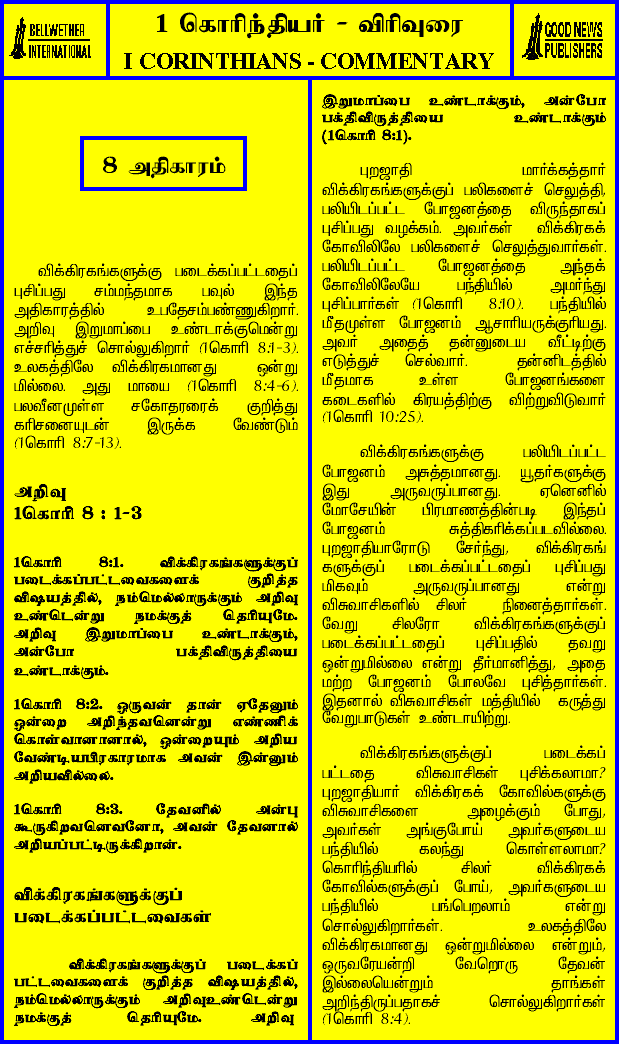 BELLWETHER
INTERNATIONAL
1 கொரிந்தியர் - விரிவுரை
I CORINTHIANS - COMMENTARY
GOOD NEWS
PUBLISHERS
8 அதிகாரம்
விக்கிரகங்களுக்கு படைக்கப்பட்டதைப்
புசிப்பது சம்மந்தமாக பவுல் இந்த
அதிகாரத்தில் உபதேசம்பண்ணுகிறார்.
அறிவு இறுமாப்பை உண்டாக்குமென்று
எச்சரித்துச் சொல்லுகிறார் (1கொரி 8:1-3).
உலகத்திலே விக்கிரகமானது ஒன்று
மில்லை. அது மாயை (1கொரி 8:4-6).
பலவீனமுள்ள சகோதரரைக் குறித்து
கரிசனையுடன் இருக்க வேண்டும்
(1கொரி 8:7-13).
அறிவு
1கொரி 8 : 1-3
1கொரி 8:1. விக்கிரகங்களுக்குப்
படைக்கப்பட்டவைகளைக் குறித்த
விஷயத்தில், நம்மெல்லாருக்கும் அறிவு
உண்டென்று நமக்குத் தெரியுமே.
அறிவு இறுமாப்பை உண்டாக்கும்,
அன்போ பக்திவிருத்தியை
உண்டாக்கும்.
1கொரி 8:2. ஒருவன் தான் ஏதேனும்
ஒன்றை அறிந்தவனென்று எண்ணிக்
கொள்வானானால், ஒன்றையும் அறிய
வேண்டியபிரகாரமாக அவன் இன்னும்
அறியவில்லை.
1கொரி 8:3. தேவனில் அன்பு
கூருகிறவனெவனோ, அவன் தேவனால்
அறியப்பட்டிருக்கிறான்.
விக்கிரகங்களுக்குப்
படைக்கப்பட்டவைகள்
விக்கிரகங்களுக்குப் படைக்கப்
பட்டவைகளைக் குறித்த விஷயத்தில்,
நம்மெல்லாருக்கும் அறிவுஉண்டென்று
நமக்குத் தெரியுமே. அறிவு
இறுமாப்பை உண்டாக்கும், அன்போ
பக்திவிருத்தியை உண்டாக்கும்
(1கொரி 8:1).
புறஜாதி மார்க்கத்தார்
விக்கிரகங்களுக்குப் பலிகளைச் செலுத்தி,
பலியிடப்பட்ட போஜனத்தை விருந்தாகப்
புசிப்பது வழக்கம். அவர்கள் விக்கிரகக்
கோவிலிலே பலிகளைச் செலுத்துவார்கள்.
பலியிடப்பட்ட போஜனத்தை அந்தக்
கோவிலிலேயே பந்தியில் அமர்ந்து
புசிப்பார்கள் (1கொரி 8:10). பந்தியில்
மீதமுள்ள போஜனம் ஆசாரியருக்குரியது.
அவர் அதைத் தன்னுடைய வீட்டிற்கு
எடுத்துச் செல்வார். தன்னிடத்தில்
மீதமாக உள்ள போஜனங்களை
கடைகளில் கிரயத்திற்கு விற்றுவிடுவார்
(1கொரி 10:25).
விக்கிரகங்களுக்கு பலியிடப்பட்ட
போஜனம் அசுத்தமானது. யூதர்களுக்கு
இது அருவருப்பானது. ஏனெனில்
மோசேயின் பிரமாணத்தின்படி இந்தப்
போஜனம் சுத்திகரிக்கப்படவில்லை.
புறஜாதியாரோடு சேர்ந்து, விக்கிரகங்
களுக்குப் படைக்கப்பட்டதைப் புசிப்பது
மிகவும் அருவருப்பானது என்று
விசுவாசிகளில் சிலர் நினைத்தார்கள்.
வேறு சிலரோ விக்கிரகங்களுக்குப்
படைக்கப்பட்டதைப் புசிப்பதில் தவறு
ஒன்றுமில்லை என்று தீர்மானித்து, அதை
மற்ற போஜனம் போலவே புசித்தார்கள்.
இதனால் விசுவாசிகள் மத்தியில் கருத்து
வேறுபாடுகள் உண்டாயிற்று.
விக்கிரகங்களுக்குப் படைக்கப்
பட்டதை விசுவாசிகள் புசிக்கலாமா?
புறஜாதியார் விக்கிரகக் கோவில்களுக்கு
விசுவாசிகளை அழைக்கும் போது,
அவர்கள் அங்குபோய் அவர்களுடைய
பந்தியில் கலந்து கொள்ளலாமா?
கொரிந்தியரில் சிலர் விக்கிரகக்
கோவில்களுக்குப் போய், அவர்களுடைய
பந்தியில் பங்பெறலாம் என்று
சொல்லுகிறார்கள். உலகத்திலே
விக்கிரகமானது ஒன்றுமில்லை என்றும்,
ஒருவரேயன்றி வேறொரு தேவன்
இல்லையென்றும் தாங்கள்
அறிந்திருப்பதாகச் சொல்லுகிறார்கள்
(1கொரி 8:4).